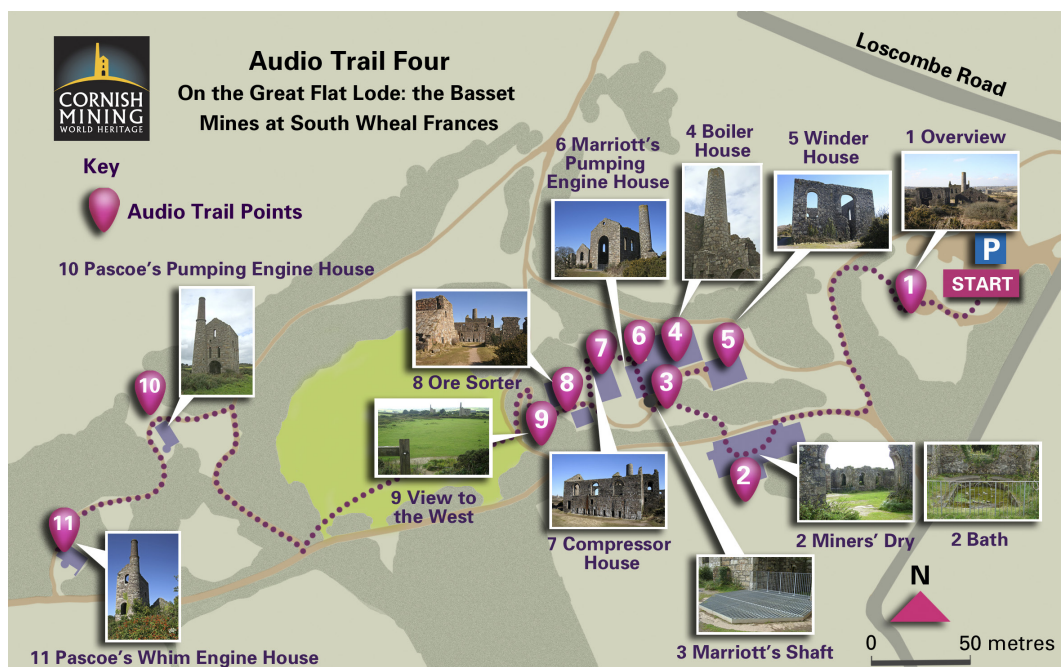 CORNISH
MINING
WORLD HERITAGE
Audio Trail Four
On the Great Flat Lode: the Basset
Mines at South Wheal Frances
Loscombe Road
Key
Audio Trail Points
6 Marriott's
Pumping
Engine House
4 Boiler
House
5 Winder
House
1 Overview
P
START
1
10 Pascoe's Pumping Engine House
8 Ore Sorter
10
7
6
4
5
8
3
9
2
11
9 View to
the West
7 Compressor
House
2 Miners' Dry
2 Bath
3 Marriott's Shaft
11 Pascoe's Whim Engine House
N
0
50 metres